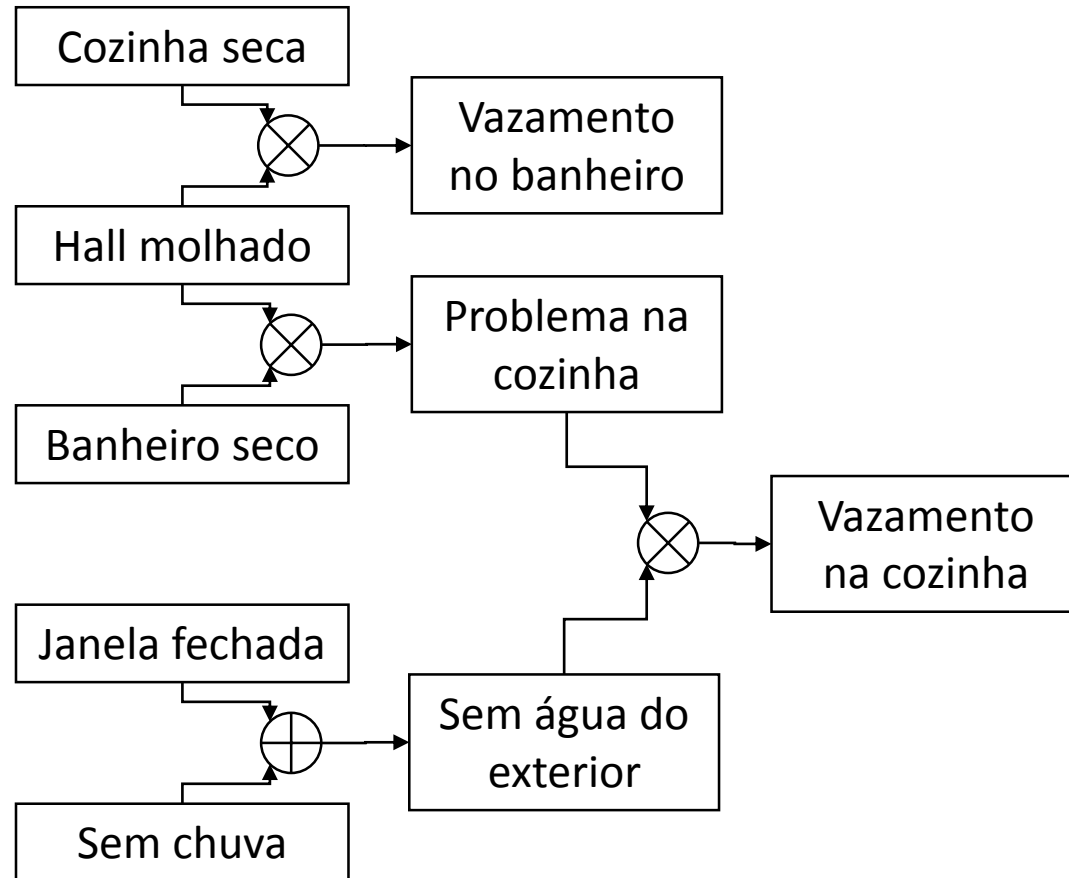 Cozinha seca
Vazamento
no banheiro
Hall molhado
Problema na
cozinha
Banheiro seco
Vazamento
na cozinha
Janela fechada
Sem água do
exterior
Sem chuva